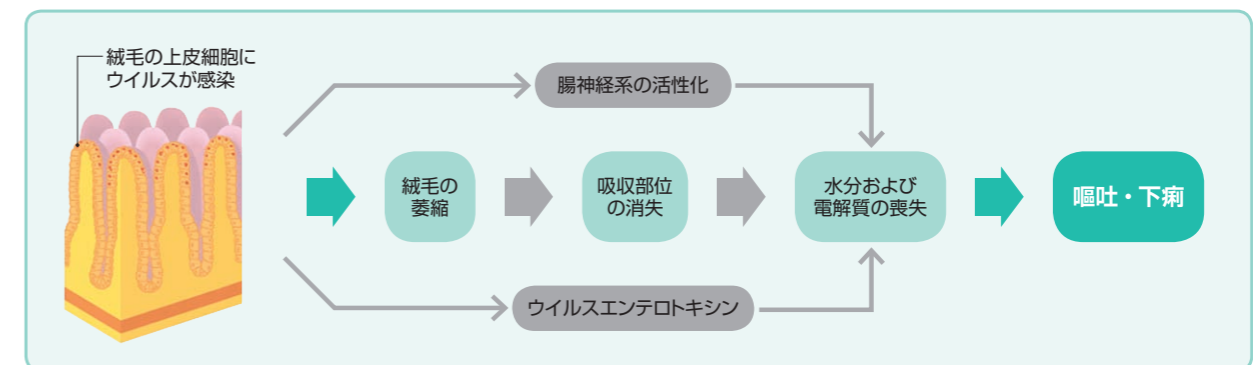 絨毛の上皮細胞に
ウイルスが感染
腸神経系の活性化
絨毛の
萎縮
吸収部位
の消失
水分および
電解質の喪失
嘔吐・下痢
ウイルスエンテロトキシン